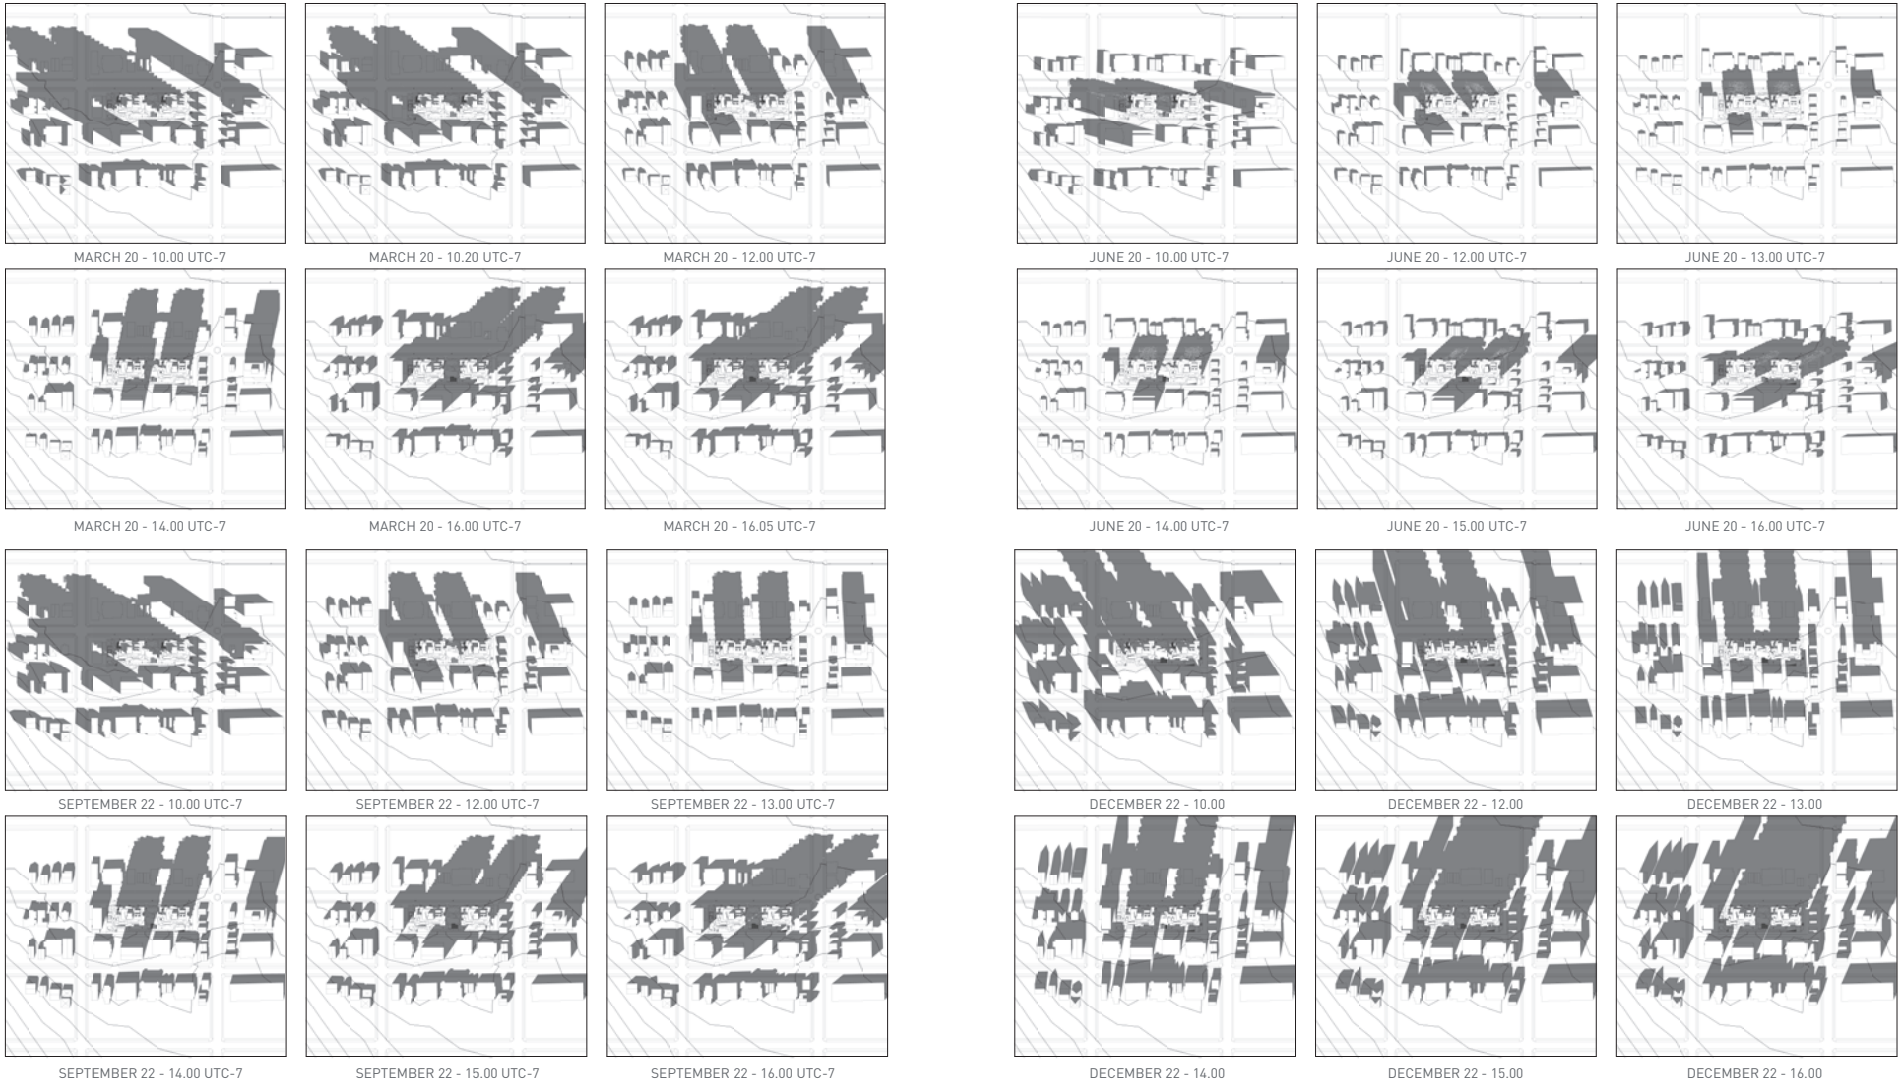 MARCH 20 - 10.00 UTC-7
MARCH 20 - 10.20 UTC-7
MARCH 20 - 12.00 UTC-7
JUNE 20 - 10.00 UTC-7
JUNE 20 - 12.00 UTC-7
JUNE 20 - 13.00 UTC-7
MARCH 20 - 14.00 UTC-7
MARCH 20 - 16.00 UTC-7
MARCH 20 - 16.05 UTC-7
JUNE 20 - 14.00 UTC-7
JUNE 20 - 15.00 UTC-7
JUNE 20 - 16.00 UTC-7
SEPTEMBER 22 - 10.00 UTC-7
SEPTEMBER 22 - 12.00 UTC-7
SEPTEMBER 22 - 13.00 UTC-7
DECEMBER 22 - 10.00
DECEMBER 22 - 12.00
DECEMBER 22 - 13.00
SEPTEMBER 22 - 14.00 UTC-7
SEPTEMBER 22 - 15.00 UTC-7
SEPTEMBER 22 - 16.00 UTC-7
DECEMBER 22 - 14.00
DECEMBER 22 - 15.00
DECEMBER 22 - 16.00